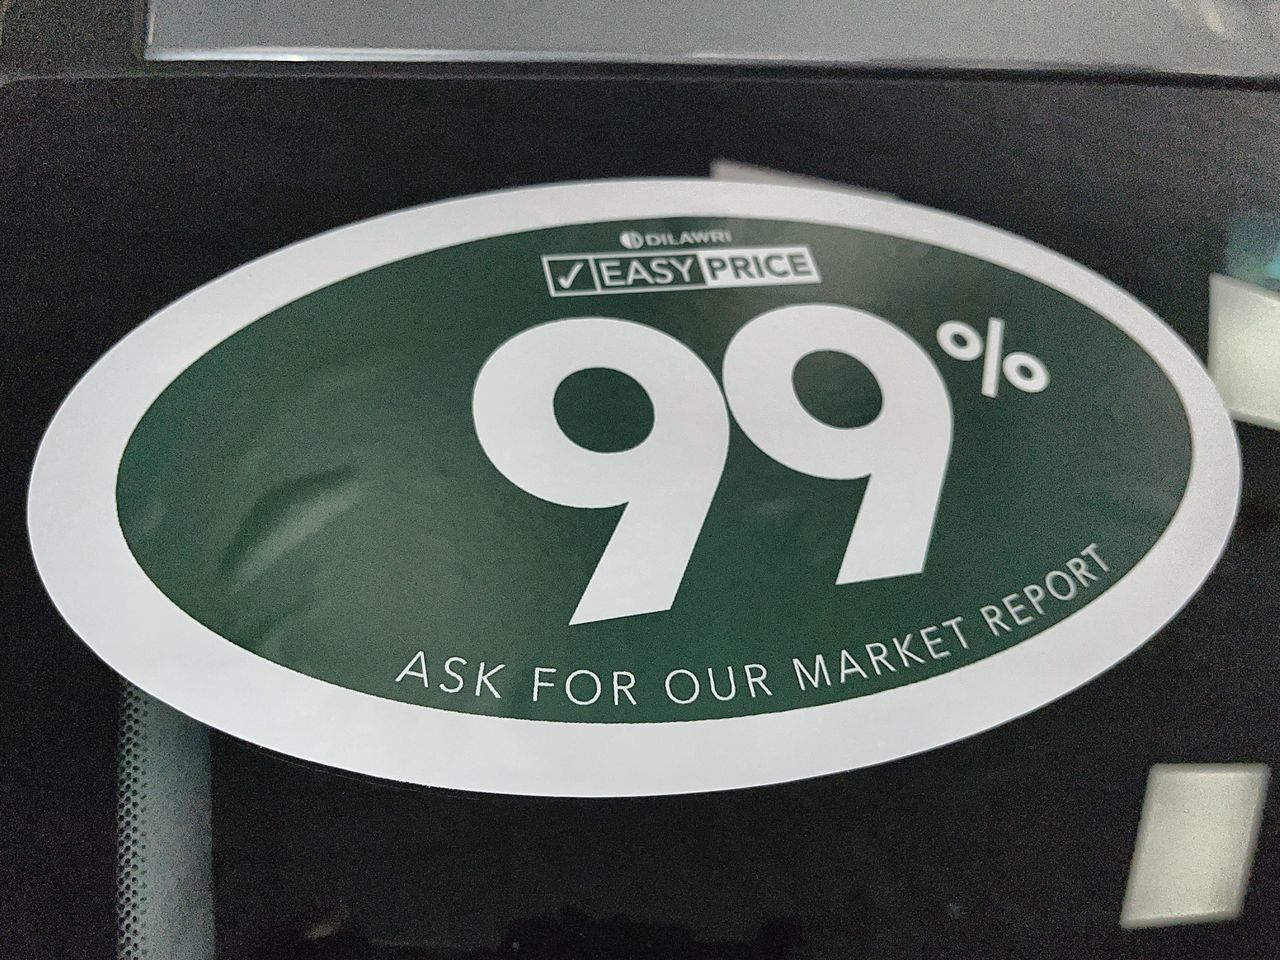 DILAWRI
✓ EASY PRICE
99%
ASK FOR OUR MARKET REPORT